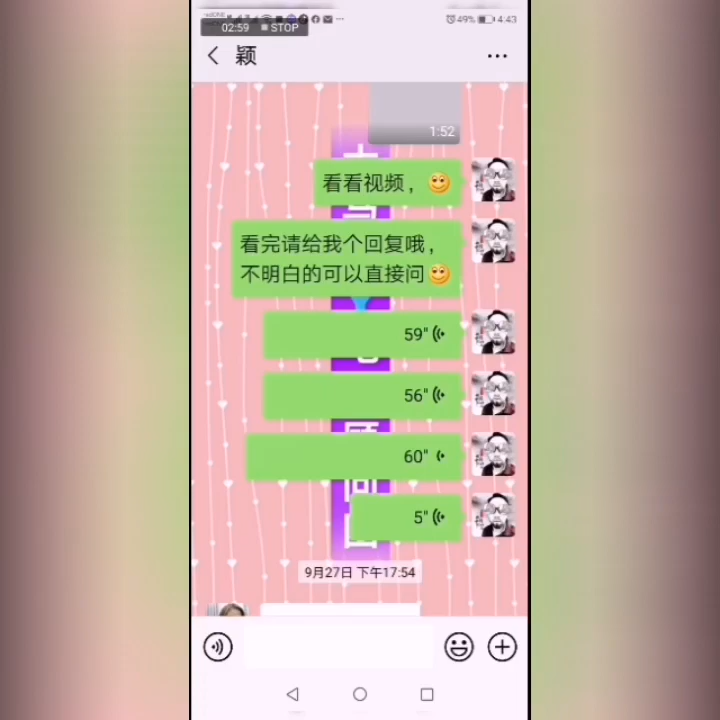 02:59 STOP
49% 4:43
颖
1:52
看看视频，
看完请给我个回复哦，
不明白的可以直接问
59"
56"
60"
5"
9月27日 下午17:54